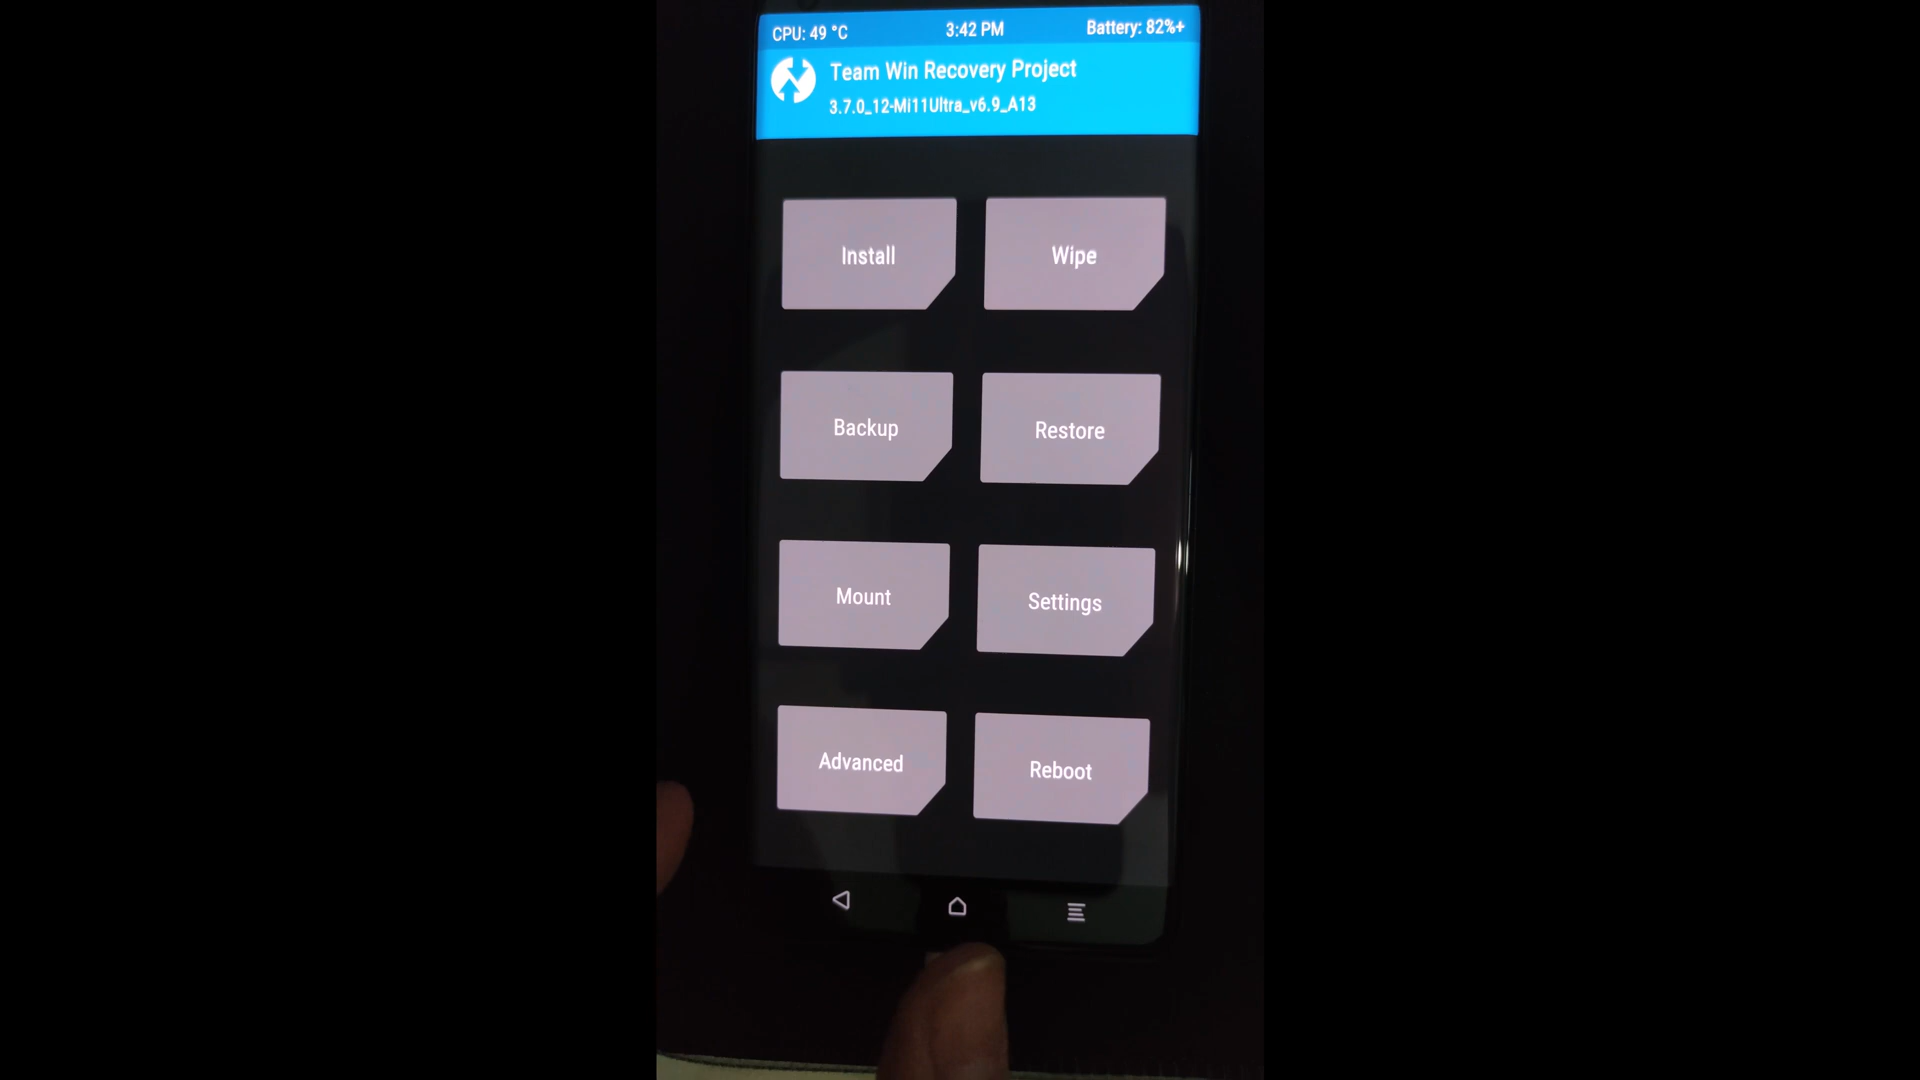 CPU: 49 °C 3:42 PM Battery: 82%+
Team Win Recovery Project
3.7.0_12-Mi11Ultra_v6.9_A13
Install Wipe
Backup Restore
Mount Settings
Advanced Reboot